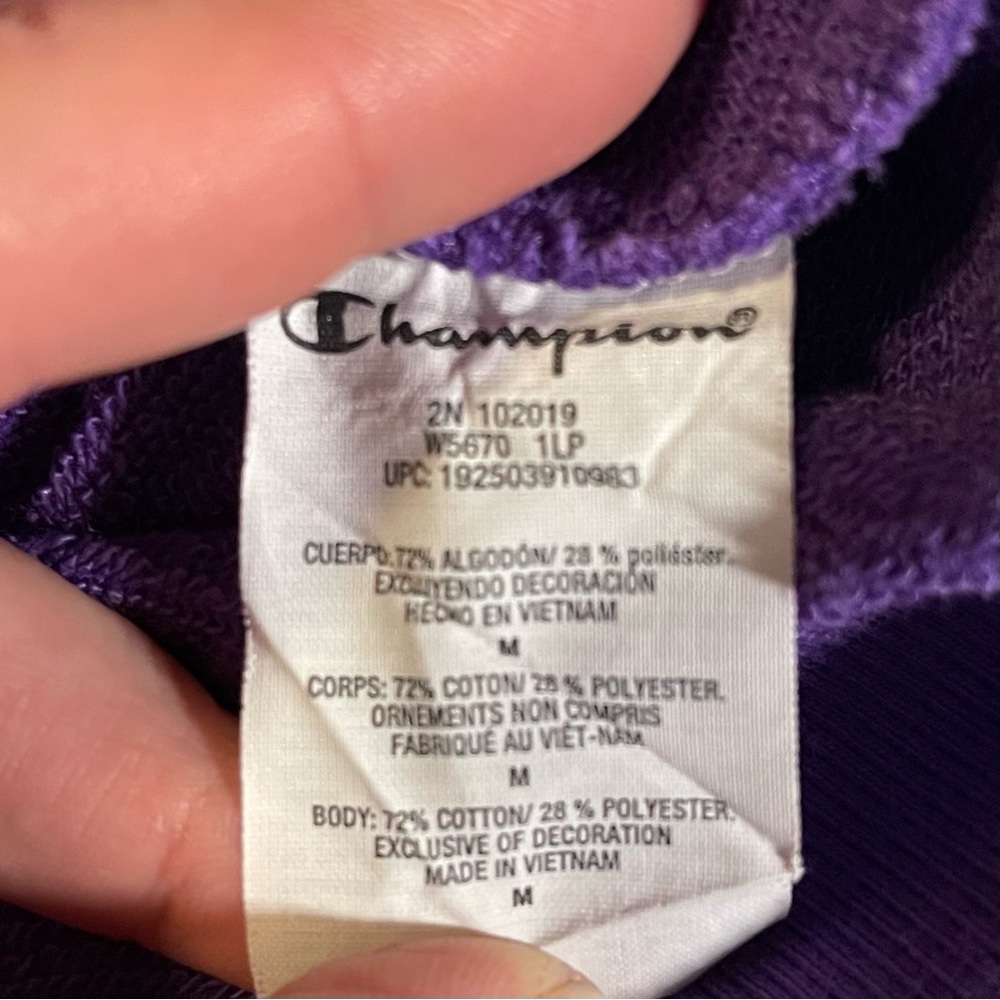 Champion®
2N 102019
W5670 1LP
UPC: 192503910983
CUERPO: 72% ALGODÓN/ 28 % poliéster.
EXCLUYENDO DECORACIÓN
HECHO EN VIETNAM
M
CORPS: 72% COTON/ 28 % POLYESTER.
ORNEMENTS NON COMPRIS
FABRIQUÉ AU VIÊT-NAM
M
BODY: 72% COTTON/ 28 % POLYESTER.
EXCLUSIVE OF DECORATION
MADE IN VIETNAM
M